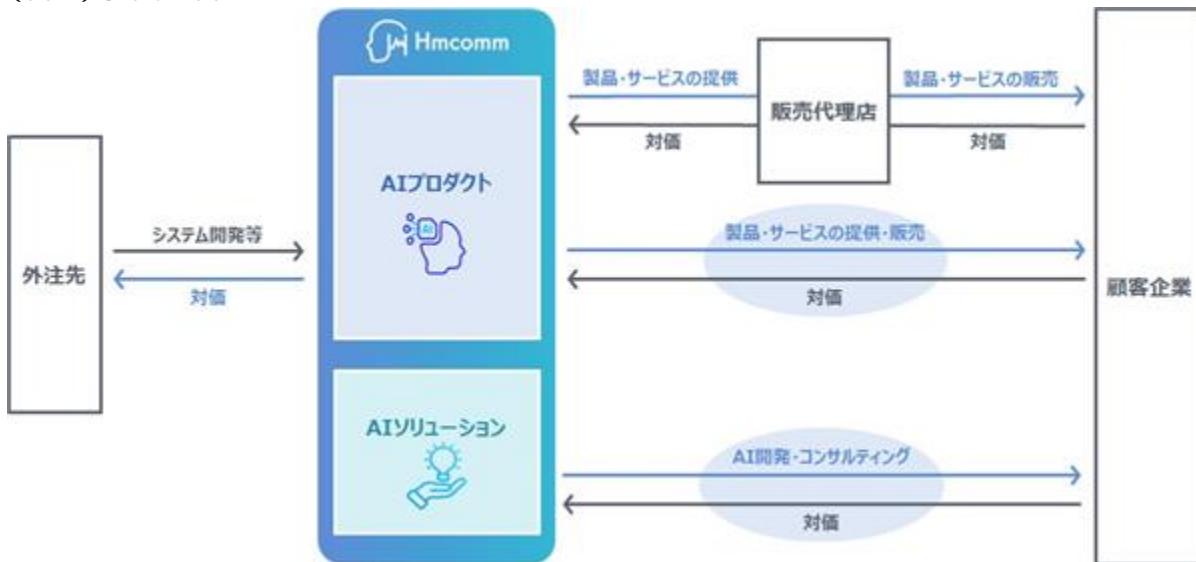 Hmcomm
製品・サービスの提供
製品・サービスの販売
販売代理店
対価
対価
AIプロダクト
AI
システム開発等
製品・サービスの提供・販売
外注先
対価
対価
顧客企業
AIソリューション
AI開発・コンサルティング
対価